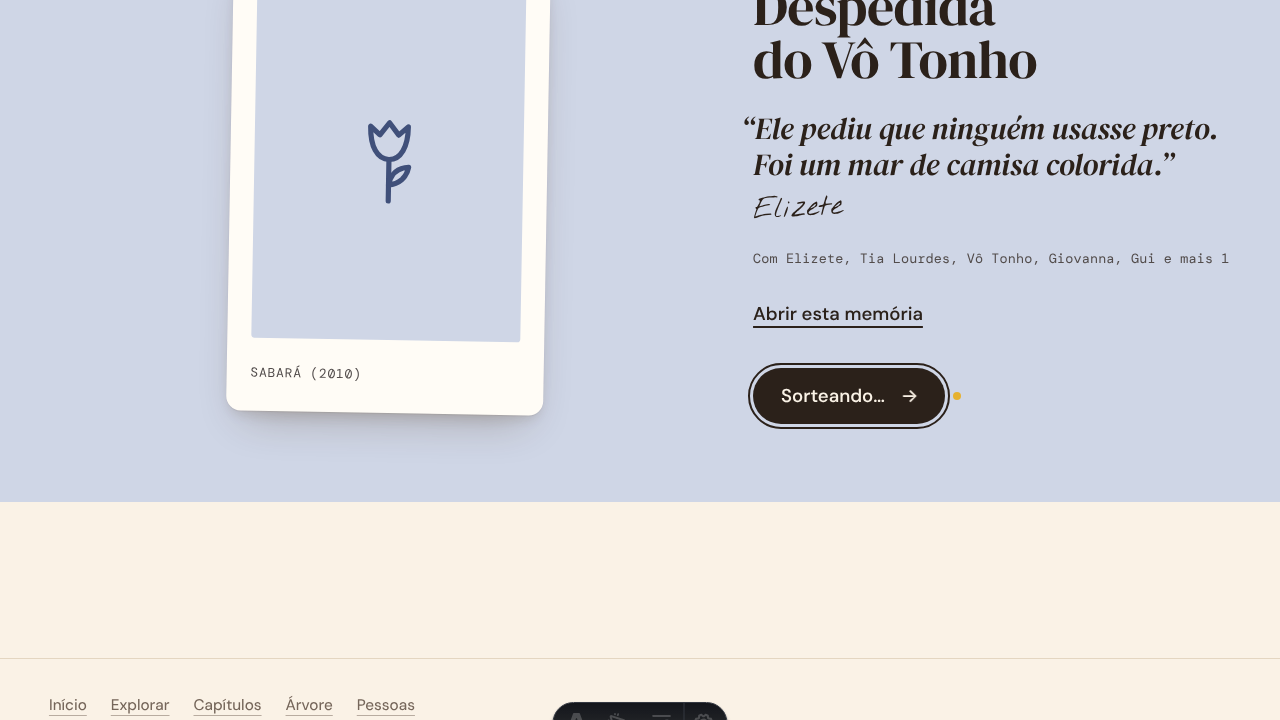 Despedida
do Vô Tonho
“Ele pediu que ninguém usasse preto.
Foi um mar de camisa colorida.”
Elizete
Com Elizete, Tia Lourdes, Vô Tonho, Giovanna, Gui e mais 1
Abrir esta memória
SABARÁ (2010)
Sorteando… →
Início Explorar Capítulos Árvore Pessoas